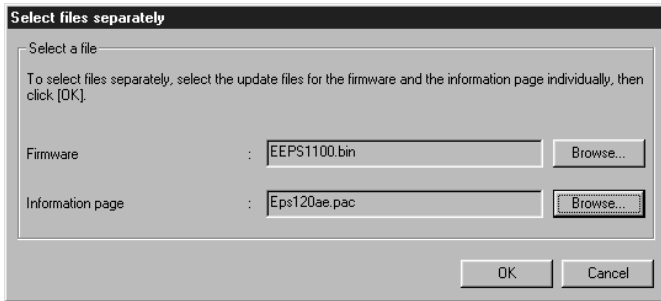 Select files separately
Select a file
To select files separately, select the update files for the firmware and the information page individually, then
click [OK].
Firmware : EEPS1100.bin Browse...
Information page : Eps120ae.pac Browse...
OK Cancel